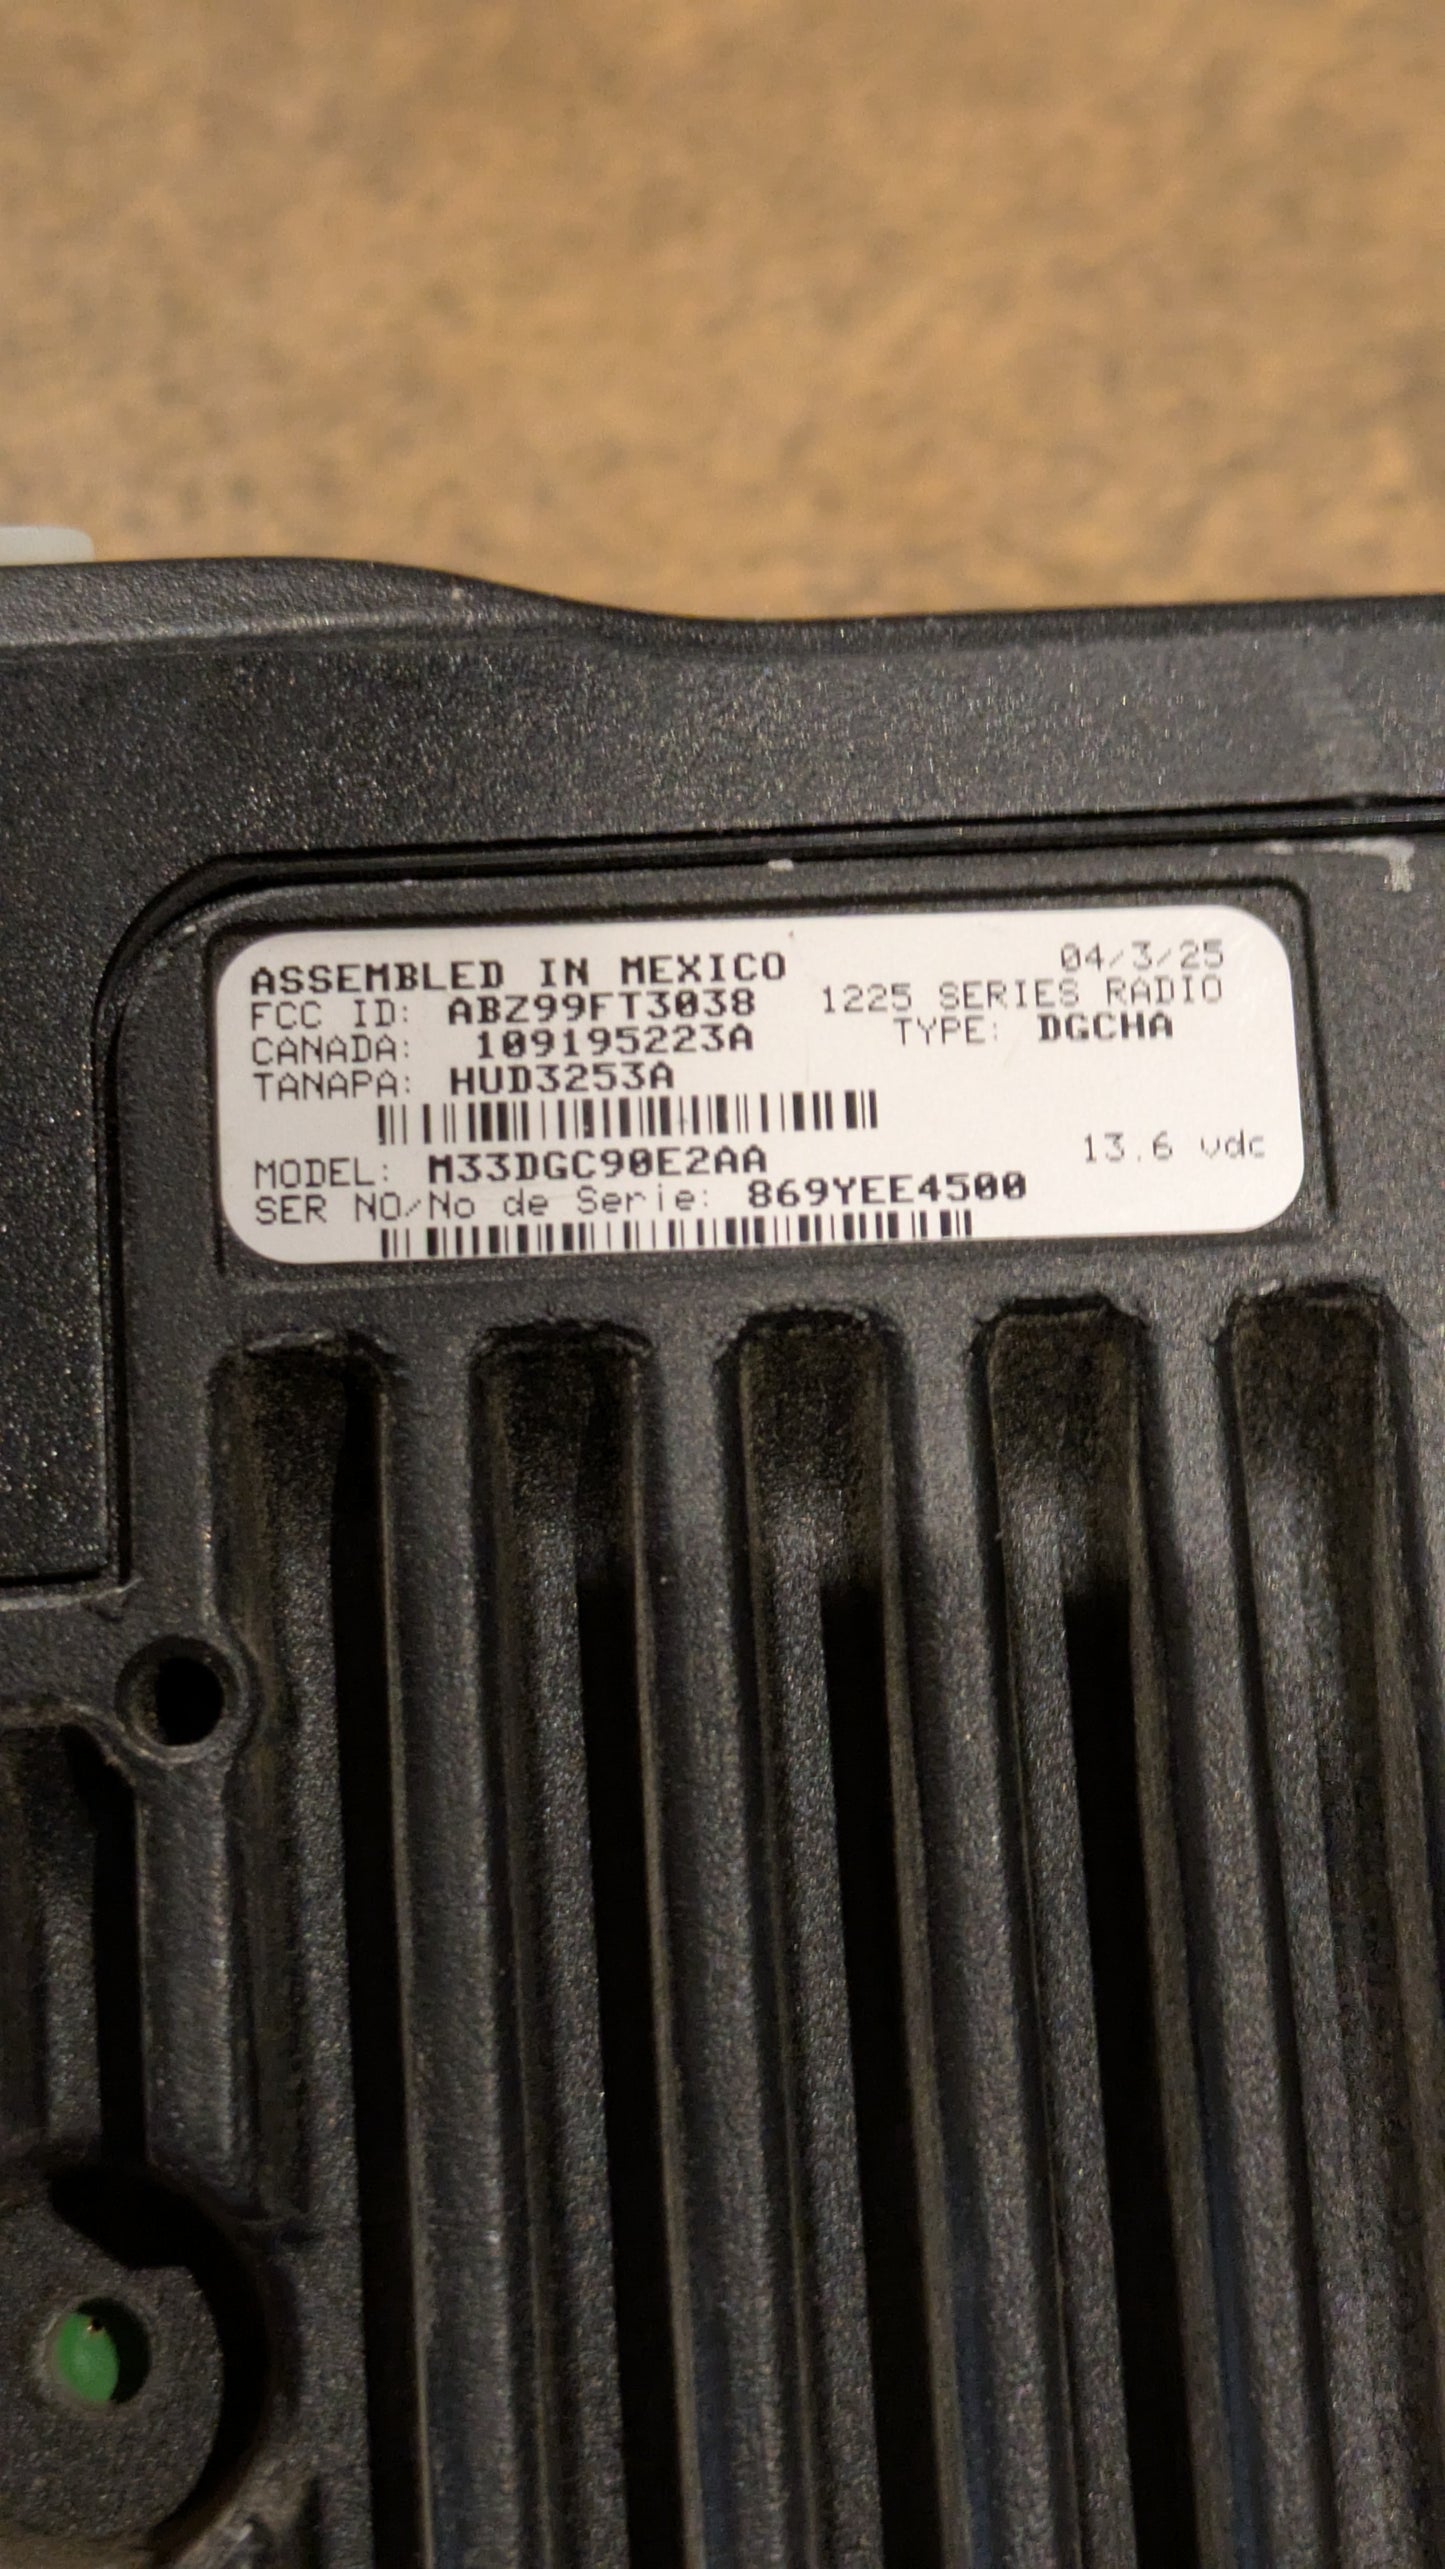 ASSEMBLED IN MEXICO 04/3/25
FCC ID: ABZ99FT3038 1225 SERIES RADIO
CANADA: 109195223A TYPE: DGCHA
TANAPA: HUD3253A
MODEL: M33DGC90E2AA 13.6 vdc
SER NO/No de Serie: 869YEE4500